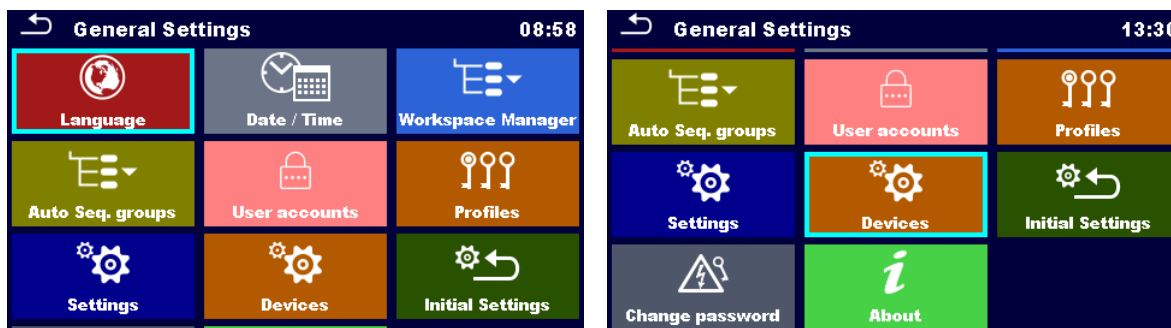 General Settings 08:58
Language Date / Time Workspace Manager
Auto Seq. groups User accounts Profiles
Settings Devices Initial Settings
General Settings 13:30
Auto Seq. groups User accounts Profiles
Settings Devices Initial Settings
Change password About